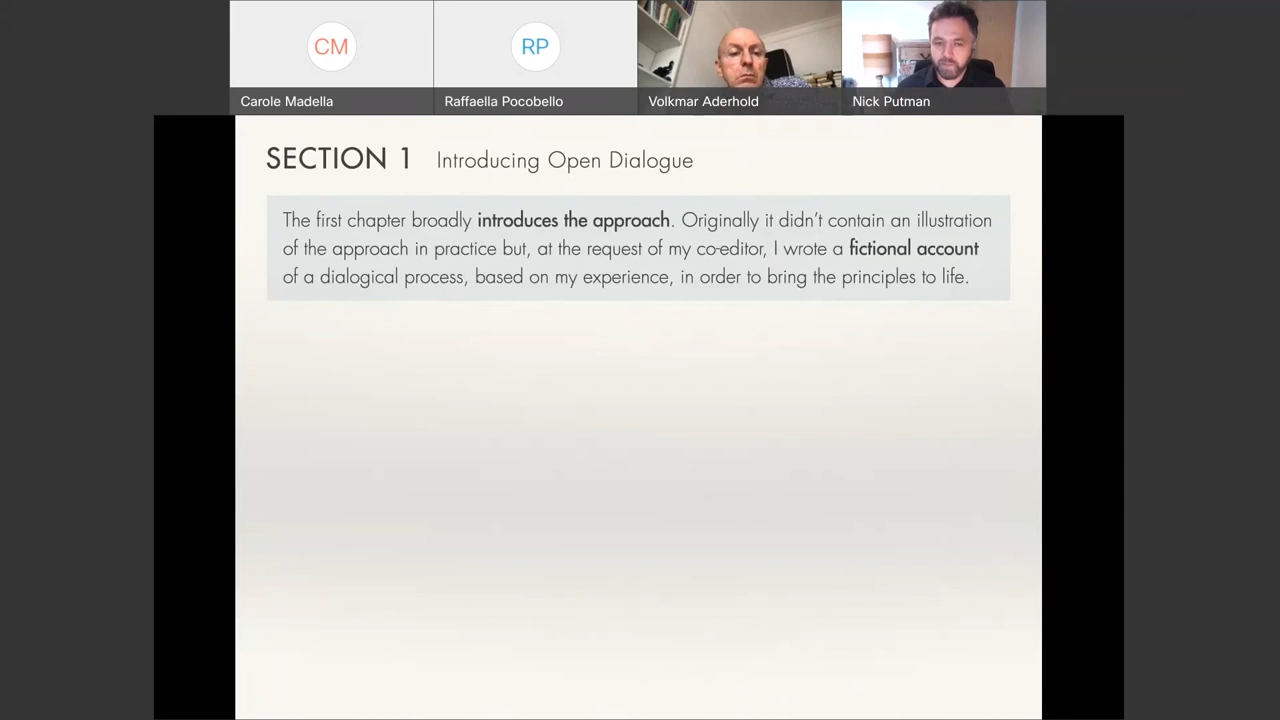 CM
RP
Carole Madella
Raffaella Pocobello
Volkmar Aderhold
Nick Putman
SECTION 1 Introducing Open Dialogue
The first chapter broadly introduces the approach. Originally it didn't contain an illustration
of the approach in practice but, at the request of my co-editor, I wrote a fictional account
of a dialogical process, based on my experience, in order to bring the principles to life.